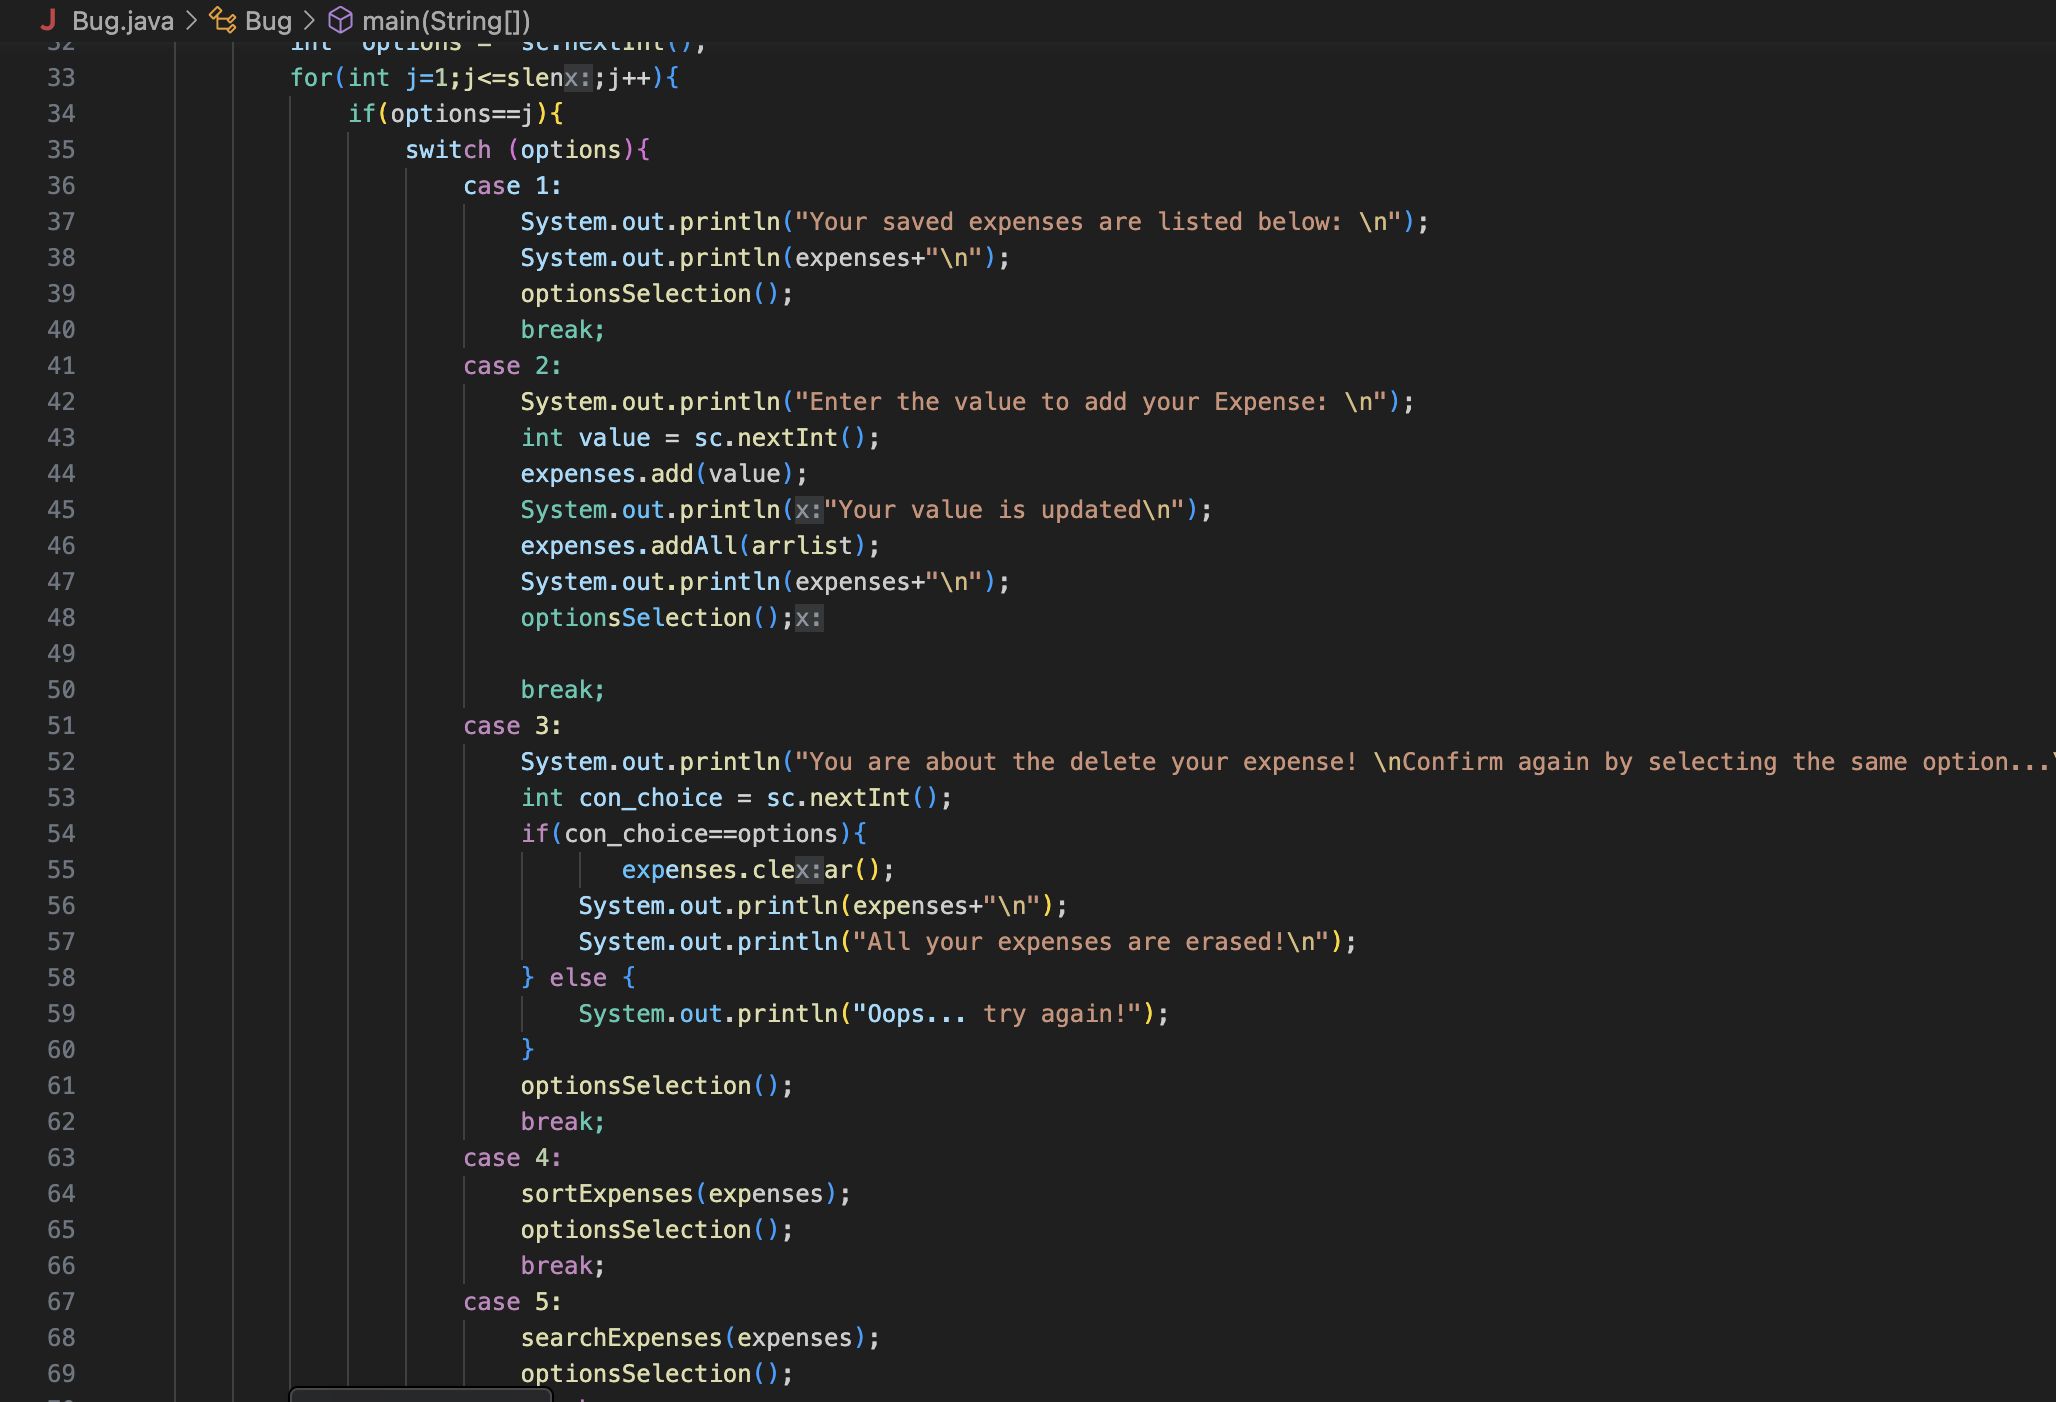 Bug.java > Bug > main(String[])
32 int options = sc.nextInt();
33 for(int j=1;j<=slenx:;j++){
34 if(options==j){
35 switch (options){
36 case 1:
37 System.out.println("Your saved expenses are listed below: \n");
38 System.out.println(expenses+"\n");
39 optionsSelection();
40 break;
41 case 2:
42 System.out.println("Enter the value to add your Expense: \n");
43 int value = sc.nextInt();
44 expenses.add(value);
45 System.out.println(x:"Your value is updated\n");
46 expenses.addAll(arrlist);
47 System.out.println(expenses+"\n");
48 optionsSelection();x:
49
50 break;
51 case 3:
52 System.out.println("You are about the delete your expense! \nConfirm again by selecting the same option...
53 int con_choice = sc.nextInt();
54 if(con_choice==options){
55 expenses.clex:ar();
56 System.out.println(expenses+"\n");
57 System.out.println("All your expenses are erased!\n");
58 } else {
59 System.out.println("Oops... try again!");
60 }
61 optionsSelection();
62 break;
63 case 4:
64 sortExpenses(expenses);
65 optionsSelection();
66 break;
67 case 5:
68 searchExpenses(expenses);
69 optionsSelection();